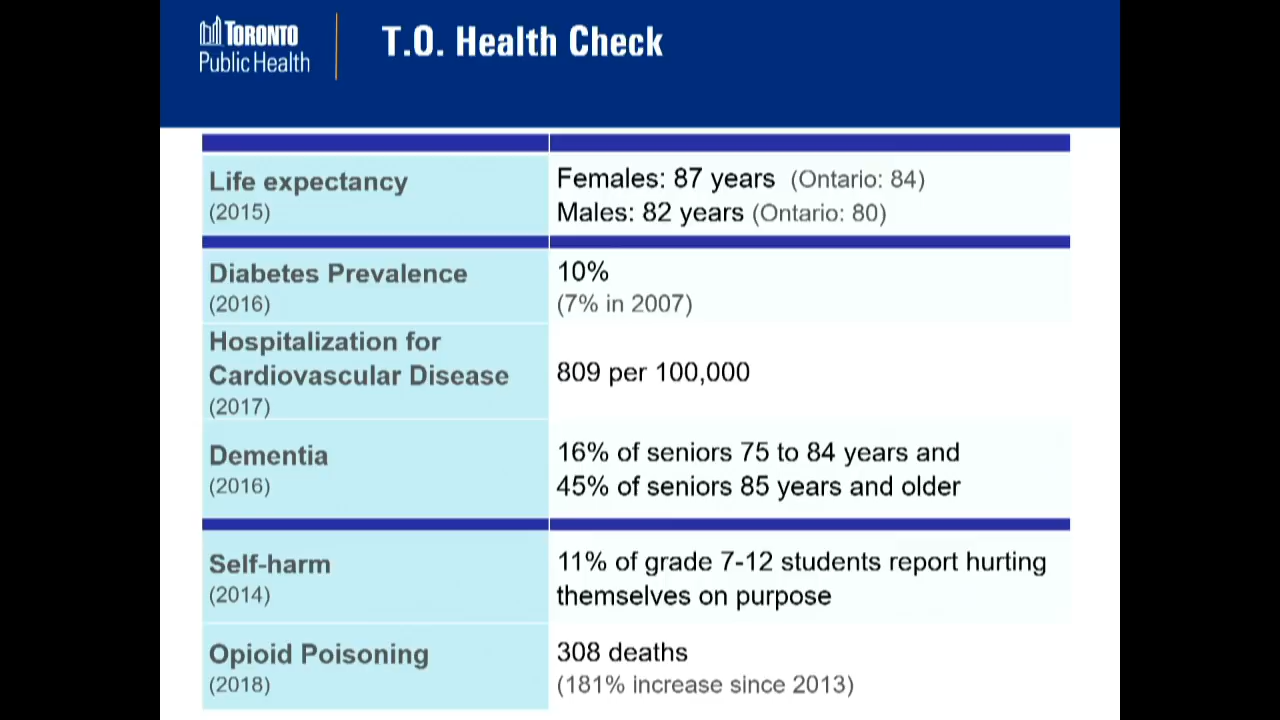 TORONTO
Public Health
T.O. Health Check
Life expectancy
(2015)
Females: 87 years (Ontario: 84)
Males: 82 years (Ontario: 80)
Diabetes Prevalence
(2016)
10%
(7% in 2007)
Hospitalization for
Cardiovascular Disease
(2017)
809 per 100,000
Dementia
(2016)
16% of seniors 75 to 84 years and
45% of seniors 85 years and older
Self-harm
(2014)
11% of grade 7-12 students report hurting
themselves on purpose
Opioid Poisoning
(2018)
308 deaths
(181% increase since 2013)